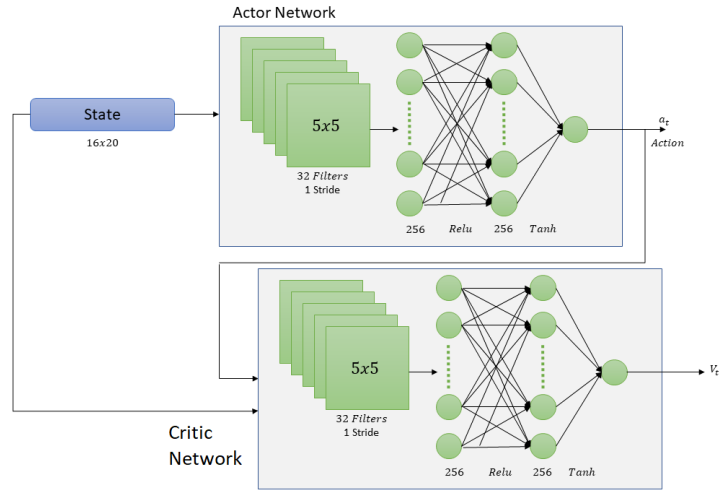 Actor Network
State
16x20
5x5
32 Filters
1 Stride
256 Relu 256 Tanh
a_t
Action
5x5
32 Filters
1 Stride
256 Relu 256 Tanh
V_t
Critic
Network